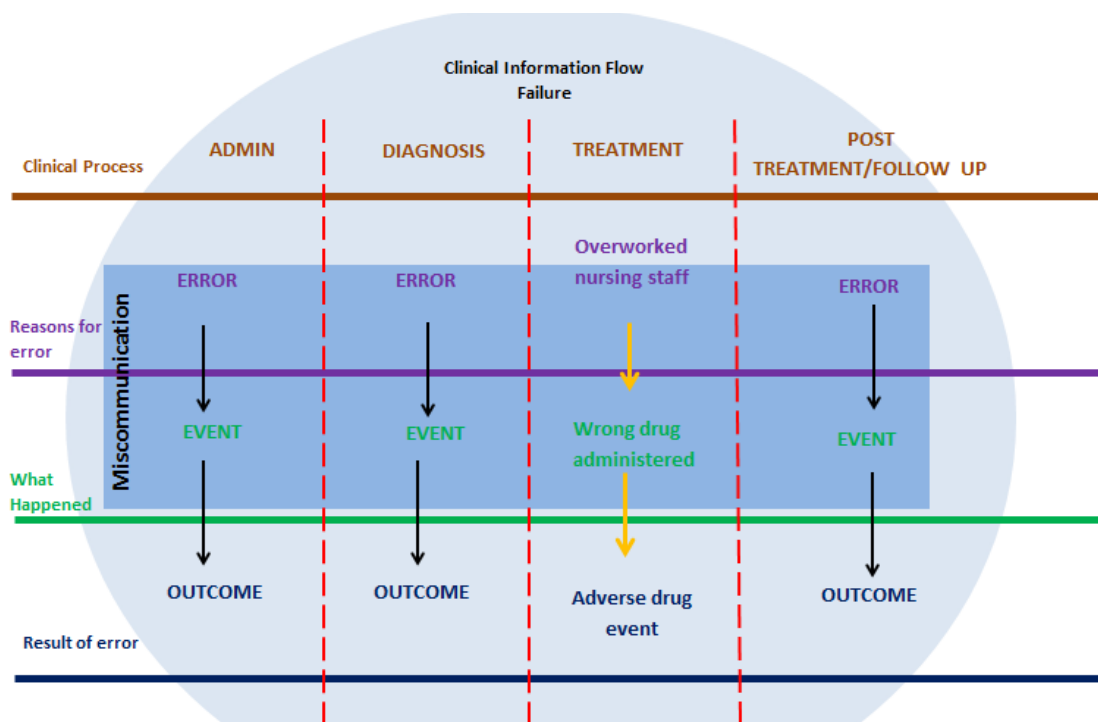 Clinical Information Flow
Failure
ADMIN
DIAGNOSIS
TREATMENT
POST
TREATMENT/FOLLOW UP
Clinical Process
ERROR
ERROR
Overworked
nursing staff
ERROR
Reasons for
error
Miscommunication
EVENT
EVENT
Wrong drug
administered
EVENT
What
Happened
OUTCOME
OUTCOME
Adverse drug
event
OUTCOME
Result of error